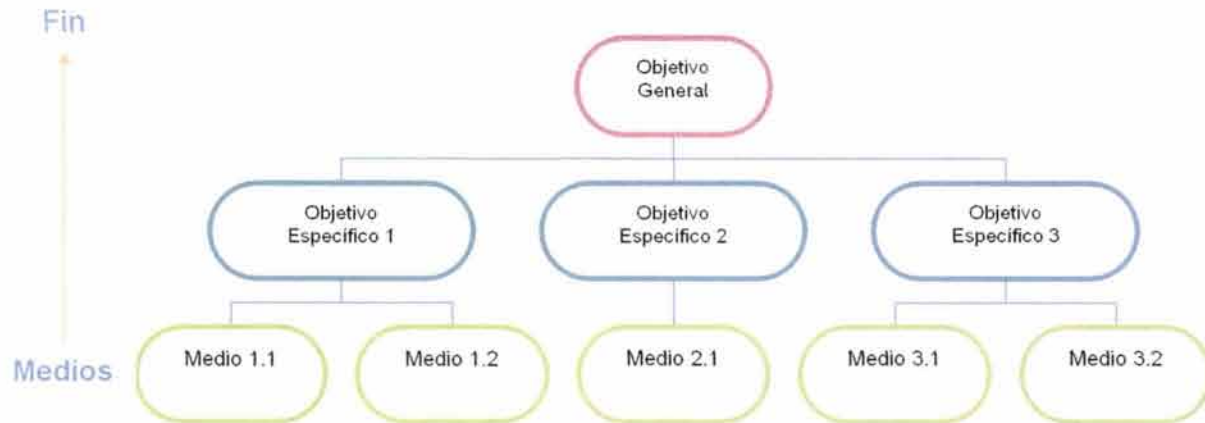 Fin
Objetivo
General
Objetivo
Específico 1
Objetivo
Específico 2
Objetivo
Específico 3
Medios
Medio 1.1
Medio 1.2
Medio 2.1
Medio 3.1
Medio 3.2